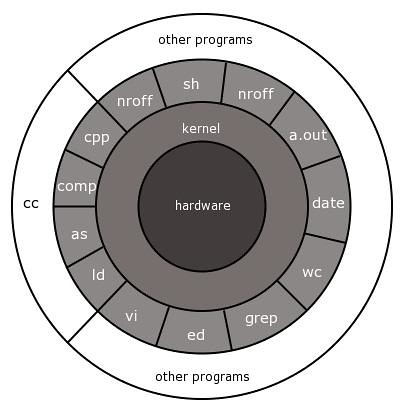 other programs
sh
nroff
nroff
cpp
a.out
kernel
comp
cc
hardware
date
as
ld
wc
vi
ed
grep
other programs